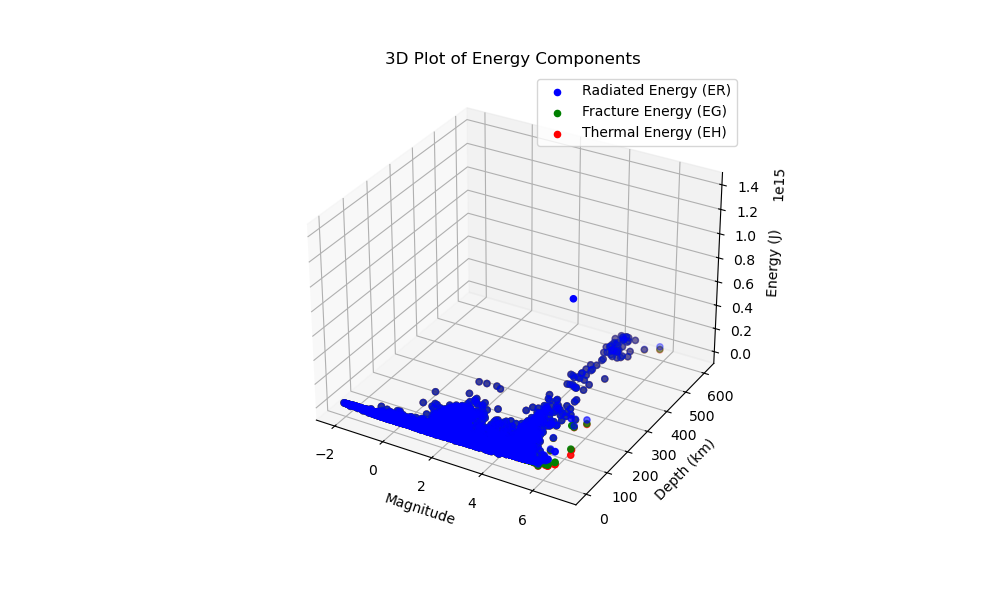 3D Plot of Energy Components
Radiated Energy (ER)
Fracture Energy (EG)
Thermal Energy (EH)
1e15
1.4
1.2
1.0
0.8
0.6
0.4
0.2
0.0
Energy (J)
600
500
400
300
200
100
0
Depth (km)
−2
0
2
4
6
Magnitude